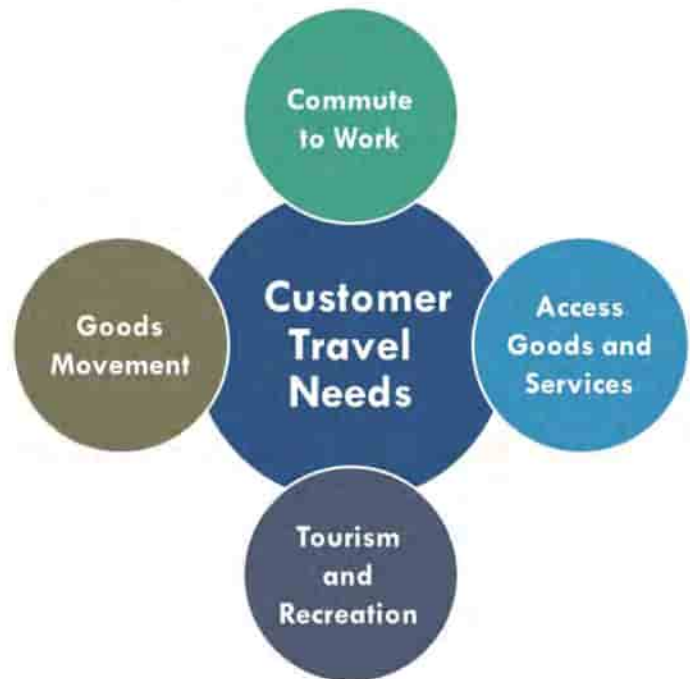 Commute
to Work
Customer
Travel
Needs
Goods
Movement
Access
Goods and
Services
Tourism
and
Recreation